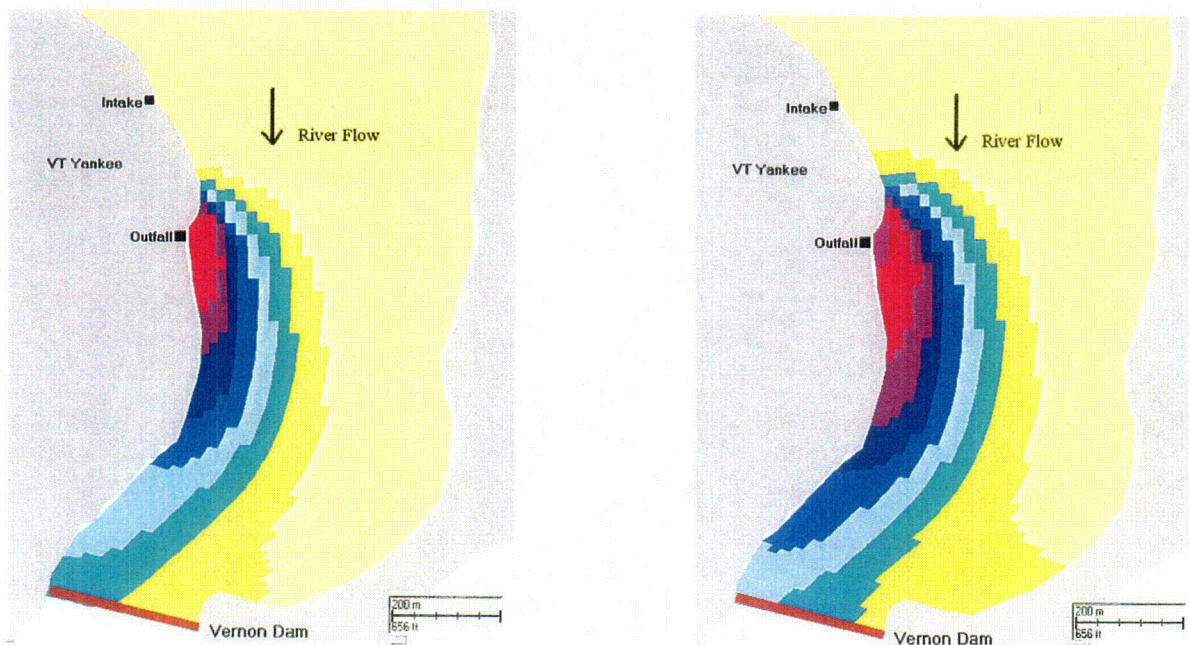 Intake
River Flow
VT Yankee
Outfall
200 m
656 ft
Vernon Dam
Intake
River Flow
VT Yankee
Outfall
200 m
656 ft
Vernon Dam